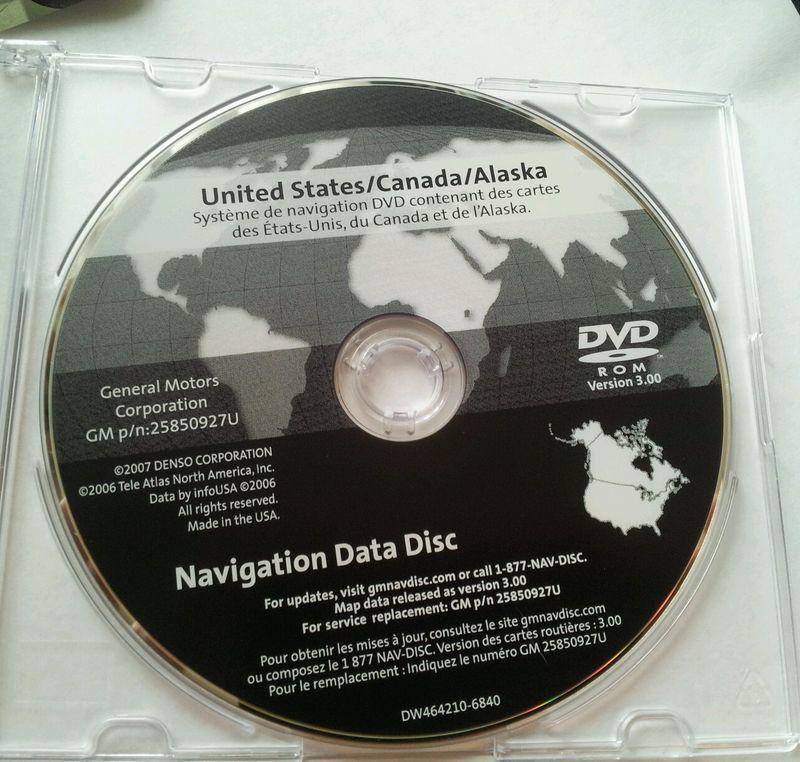 United States/Canada/Alaska
Système de navigation DVD contenant des cartes
des États-Unis, du Canada et de l'Alaska.
DVD
ROM
Version 3.00
General Motors
Corporation
GM p/n:25850927U
©2007 DENSO CORPORATION
©2006 Tele Atlas North America, Inc.
Data by infoUSA ©2006
All rights reserved.
Made in the USA.
Navigation Data Disc
For updates, visit gmnavdisc.com or call 1-877-NAV-DISC.
Map data released as version 3.00
For service replacement: GM p/n 25850927U
Pour obtenir les mises à jour, consultez le site gmnavdisc.com
ou composez le 1 877 NAV-DISC. Version des cartes routières : 3.00
Pour le remplacement : Indiquez le numéro GM 25850927U
DW464210-6840